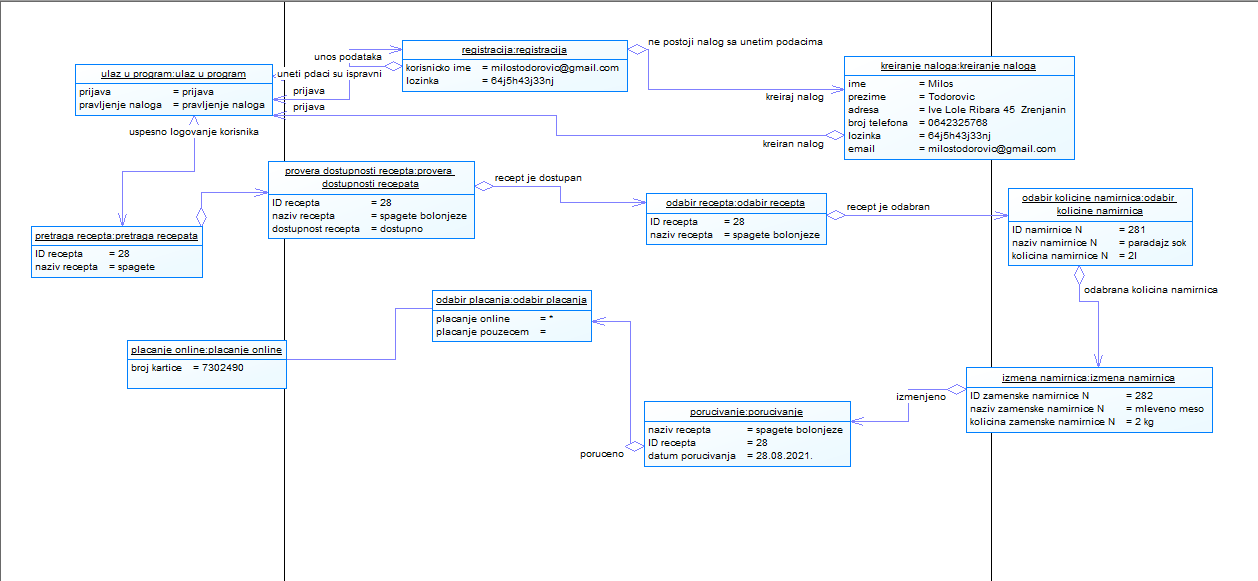 registracija:registracija
korisnicko ime = milostodorovic@gmail.com
lozinka = 64j5h43j33nj
ne postoji nalog sa unetim podacima
unos podataka
uneti pdaci su ispravni
prijava
prijava
ulaz u program:ulaz u program
prijava = prijava
pravljenje naloga = pravljenje naloga
kreiranje naloga:kreiranje naloga
ime = Milos
prezime = Todorovic
adresa = Ive Lole Ribara 45 Zrenjanin
broj telefona = 0642325768
lozinka = 64j5h43j33nj
email = milostodorovic@gmail.com
kreiraj nalog
kreiran nalog
uspesno logovanje korisnika
provera dostupnosti recepta:provera
dostupnosti recepata
ID recepta = 28
naziv recepta = spagete bolonjeze
dostupnost recepta = dostupno
recept je dostupan
odabir recepta:odabir recepta
ID recepta = 28
naziv recepta = spagete bolonjeze
recept je odabran
odabir kolicine namirnica:odabir
kolicine namirnica
ID namirnice N = 281
naziv namirnice N = paradajz sok
kolicina namirnice N = 2l
pretraga recepta:pretraga recepata
ID recepta = 28
naziv recepta = spagete
odabrana kolicina namirnica
odabir placanja:odabir placanja
placanje online = *
placanje pouzecem =
placanje online:placanje online
broj kartice = 7302490
izmena namirnica:izmena namirnica
ID zamenske namirnice N = 282
naziv zamenske namirnice N = mleveno meso
kolicina zamenske namirnice N = 2 kg
izmenjeno
porucivanje:porucivanje
naziv recepta = spagete bolonjeze
ID recepta = 28
datum porucivanja = 28.08.2021.
poruceno